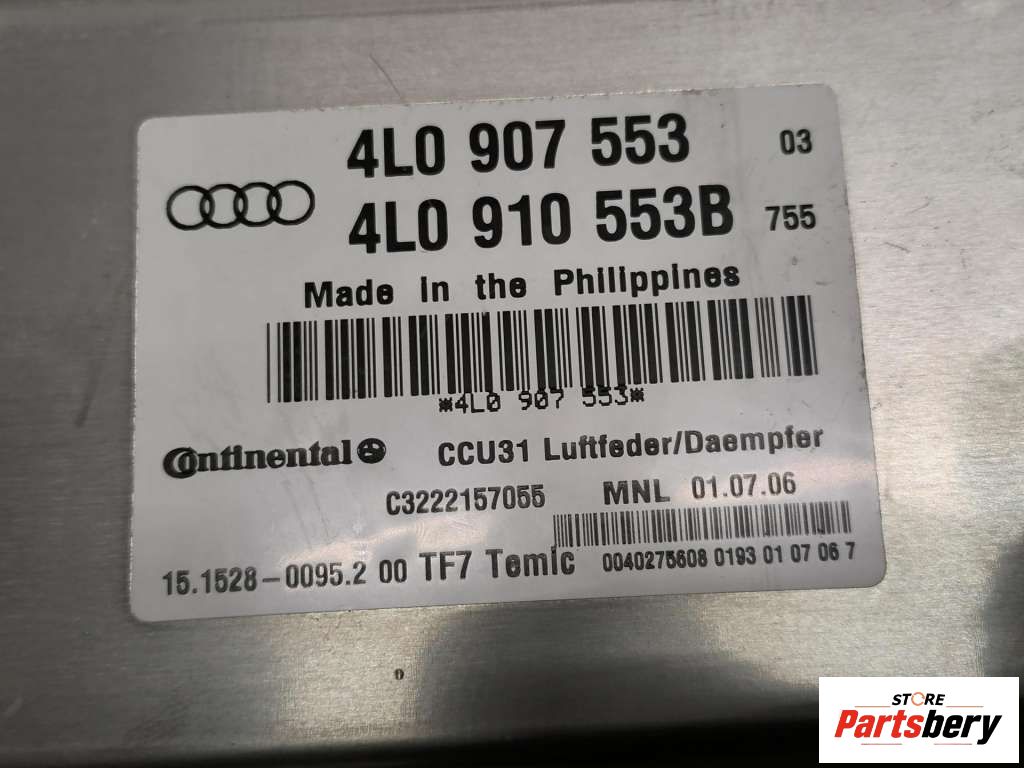 4L0 907 553 03
4L0 910 553B 755
Made in the Philippines
*4L0 907 553*
Continental CCU31 Luftfeder/Daempfer
C3222157055 MNL 01.07.06
15.1528-0095.2 00 TF7 Temic 0040275608 0193 01 07 06 7
STORE
Partsbery